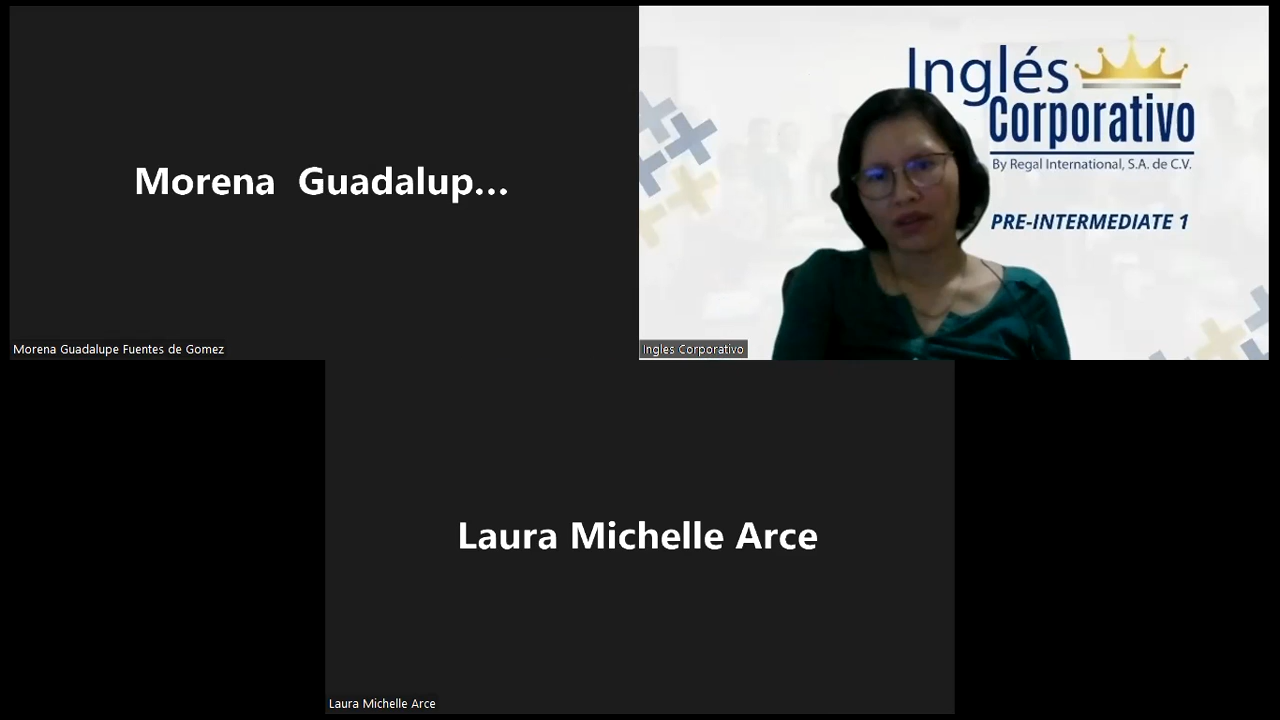 Morena Guadalup...
Morena Guadalupe Fuentes de Gomez
Inglés
Corporativo
By Regal International, S.A. de C.V.
PRE-INTERMEDIATE 1
Ingles Corporativo
Laura Michelle Arce
Laura Michelle Arce